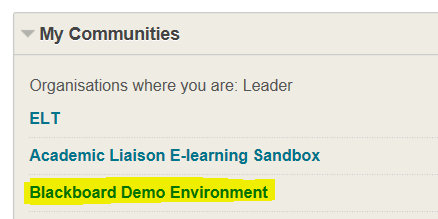 My Communities
Organisations where you are: Leader
ELT
Academic Liaison E-learning Sandbox
Blackboard Demo Environment